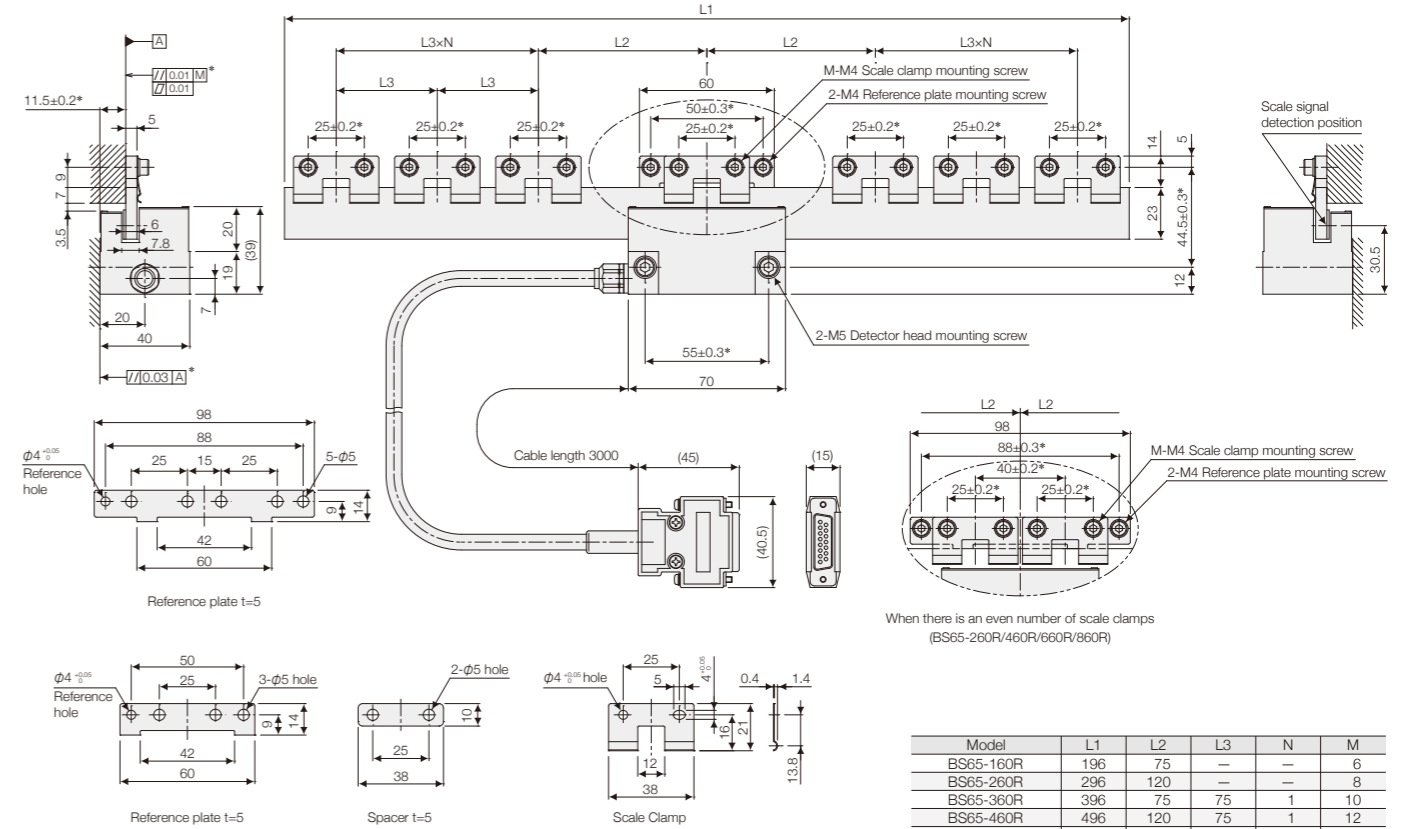 L1
A
L3×N
L2
L2
L3×N
// 0.01 M *
0.01
M-M4 Scale clamp mounting screw
11.5±0.2*
L3
L3
60
2-M4 Reference plate mounting screw
5
50±0.3*
Scale signal
detection position
25±0.2*
25±0.2*
25±0.2*
25±0.2*
25±0.2*
25±0.2*
25±0.2*
14
5
9
7
3.5
6
7.8
20
19
(39)
23
44.5±0.3*
12
30.5
7
20
40
2-M5 Detector head mounting screw
55±0.3*
// 0.03 A *
70
98
88
L2
L2
98
ϕ4 +0.05 0
25
15
25
5-ϕ5
Cable length 3000
(45)
(15)
88±0.3*
M-M4 Scale clamp mounting screw
Reference
hole
40±0.2*
2-M4 Reference plate mounting screw
25±0.2*
25±0.2*
9
14
42
60
(40.5)
Reference plate t=5
When there is an even number of scale clamps
(BS65-260R/460R/660R/860R)
50
25
ϕ4 +0.05 0
3-ϕ5 hole
Reference
hole
9
14
42
60
Reference plate t=5
2-ϕ5 hole
10
25
38
Spacer t=5
ϕ4 +0.05 0 hole
25
5
4 +0.06 0
0.4
1.4
16
21
12
38
13.8
Scale Clamp
Model L1 L2 L3 N M
BS65-160R 196 75 — — 6
BS65-260R 296 120 — — 8
BS65-360R 396 75 75 1 10
BS65-460R 496 120 75 1 12